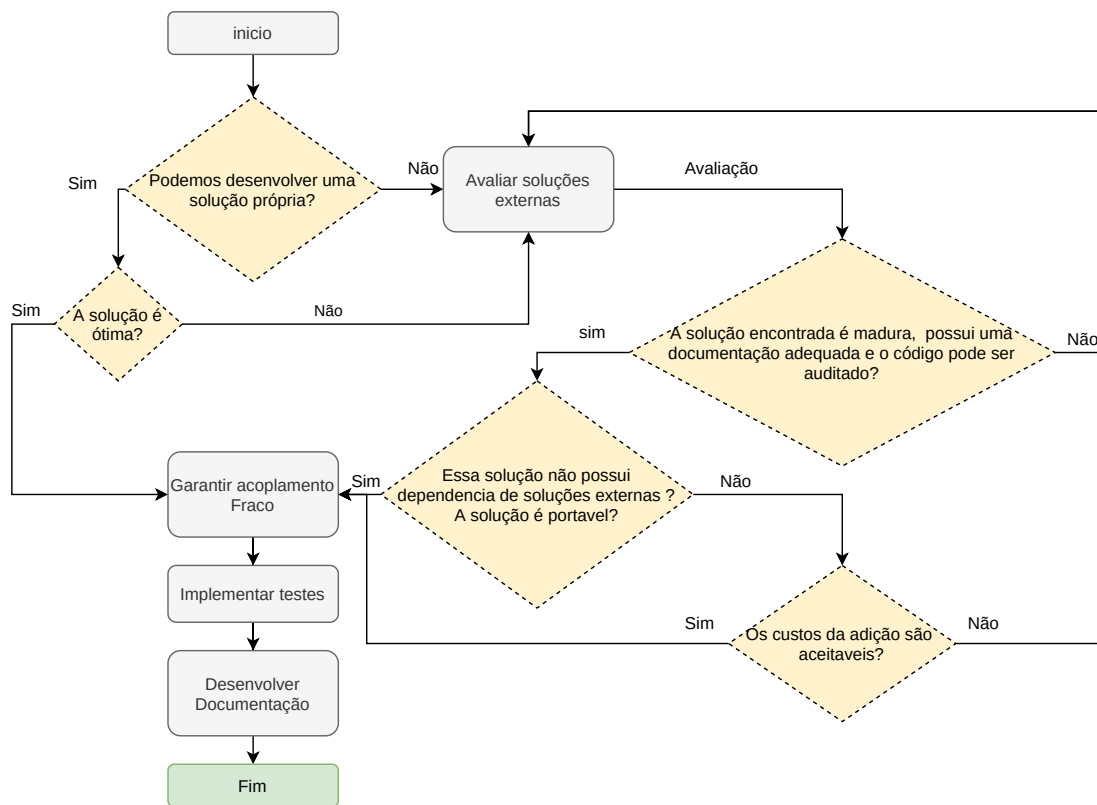 inicio
Sim
Podemos desenvolver uma
solução própria?
Não
Avaliar soluções
externas
Avaliação
Sim
A solução é
ótima?
Não
sim
A solução encontrada é madura, possui uma
documentação adequada e o código pode ser
auditado?
Não
Garantir acoplamento
Fraco
Sim
Essa solução não possui
dependencia de soluções externas ?
A solução é portavel?
Não
Implementar testes
Sim
Os custos da adição são
aceitaveis?
Não
Desenvolver
Documentação
Fim